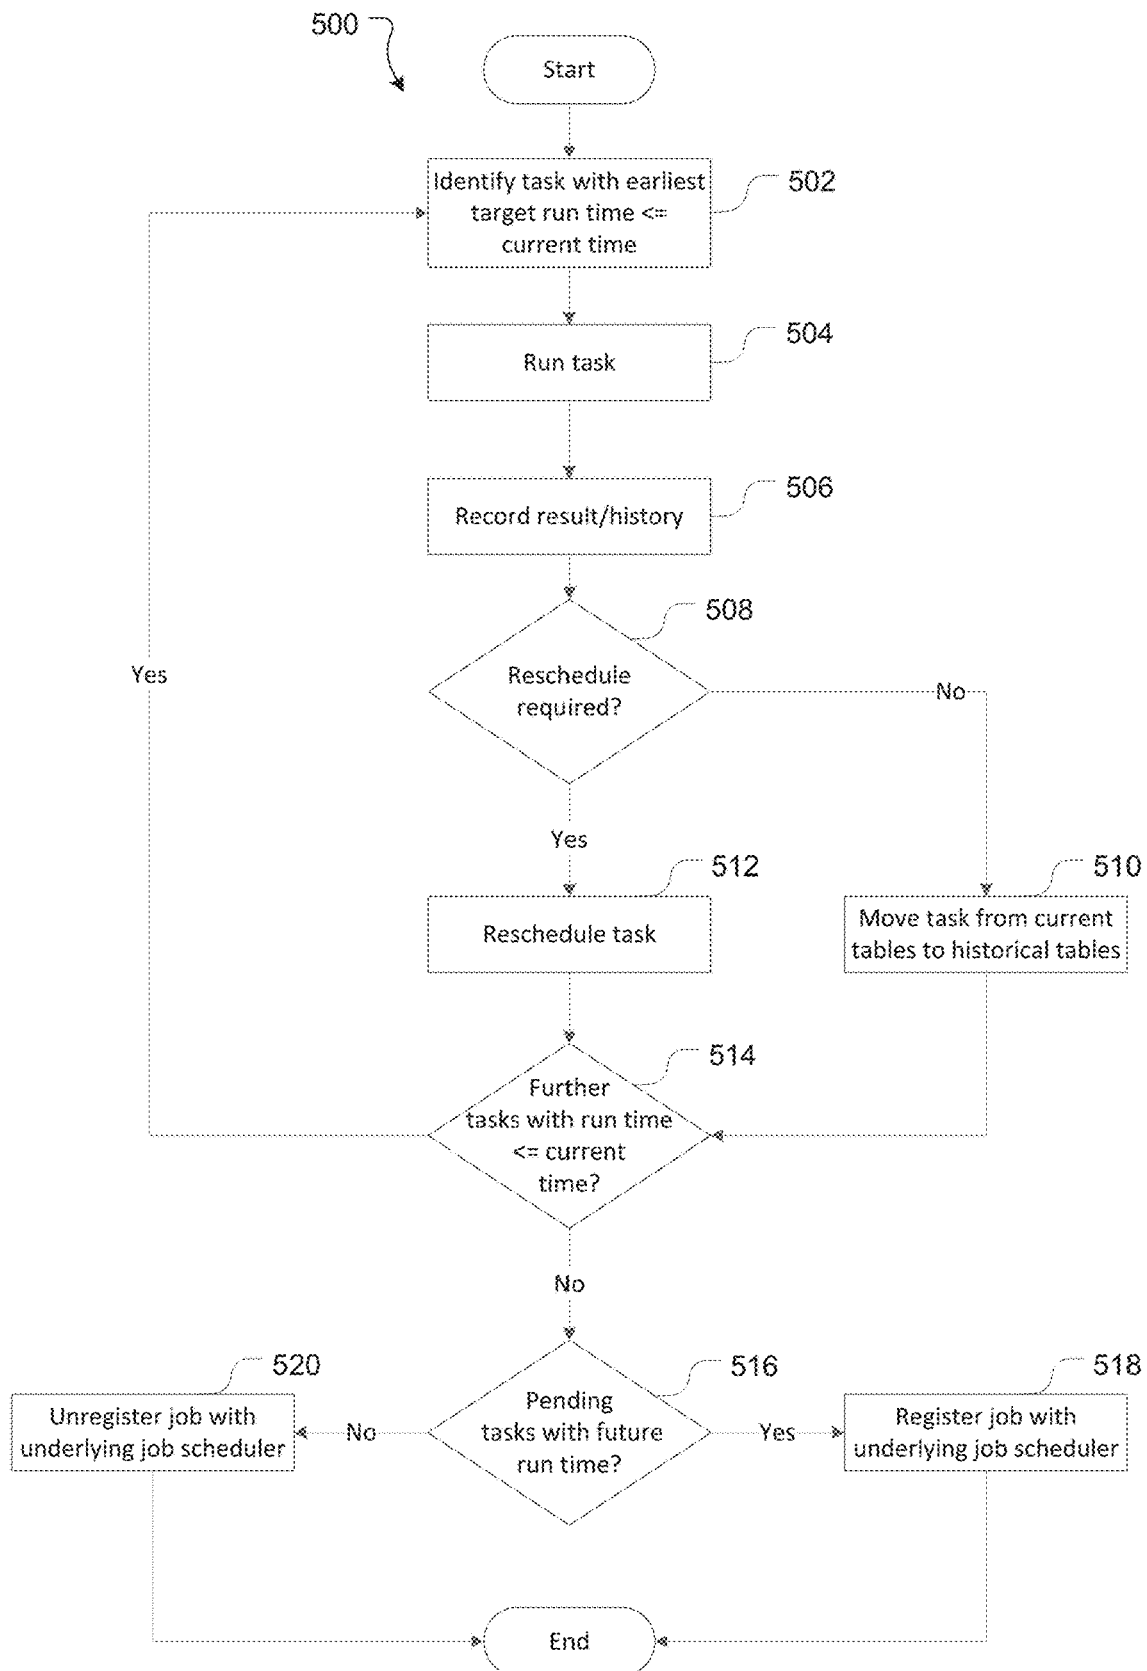 500
Start
Identify task with earliest
target run time <=
current time
502
Run task
504
Record result/history
506
508
Reschedule
required?
Yes
No
Yes
512
Reschedule task
510
Move task from current
tables to historical tables
514
Further
tasks with run time
<= current
time?
No
520
Unregister job with
underlying job scheduler
No
516
Pending
tasks with future
run time?
Yes
518
Register job with
underlying job scheduler
End